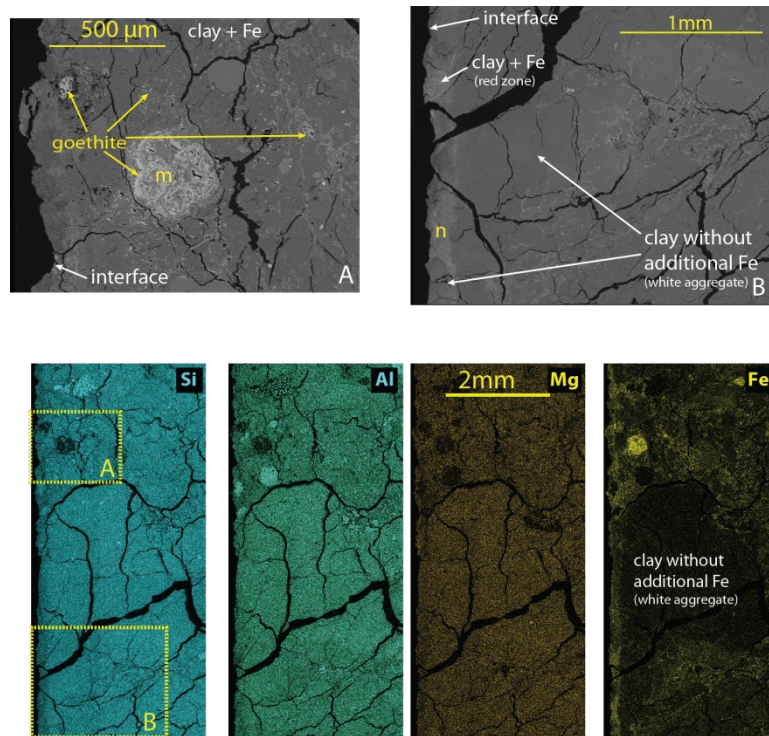 500 µm
clay + Fe
goethite
m
interface
A
interface
clay + Fe
(red zone)
1mm
n
clay without
additional Fe
(white aggregate)
B
Si
A
B
Al
2mm
Mg
Fe
clay without
additional Fe
(white aggregate)